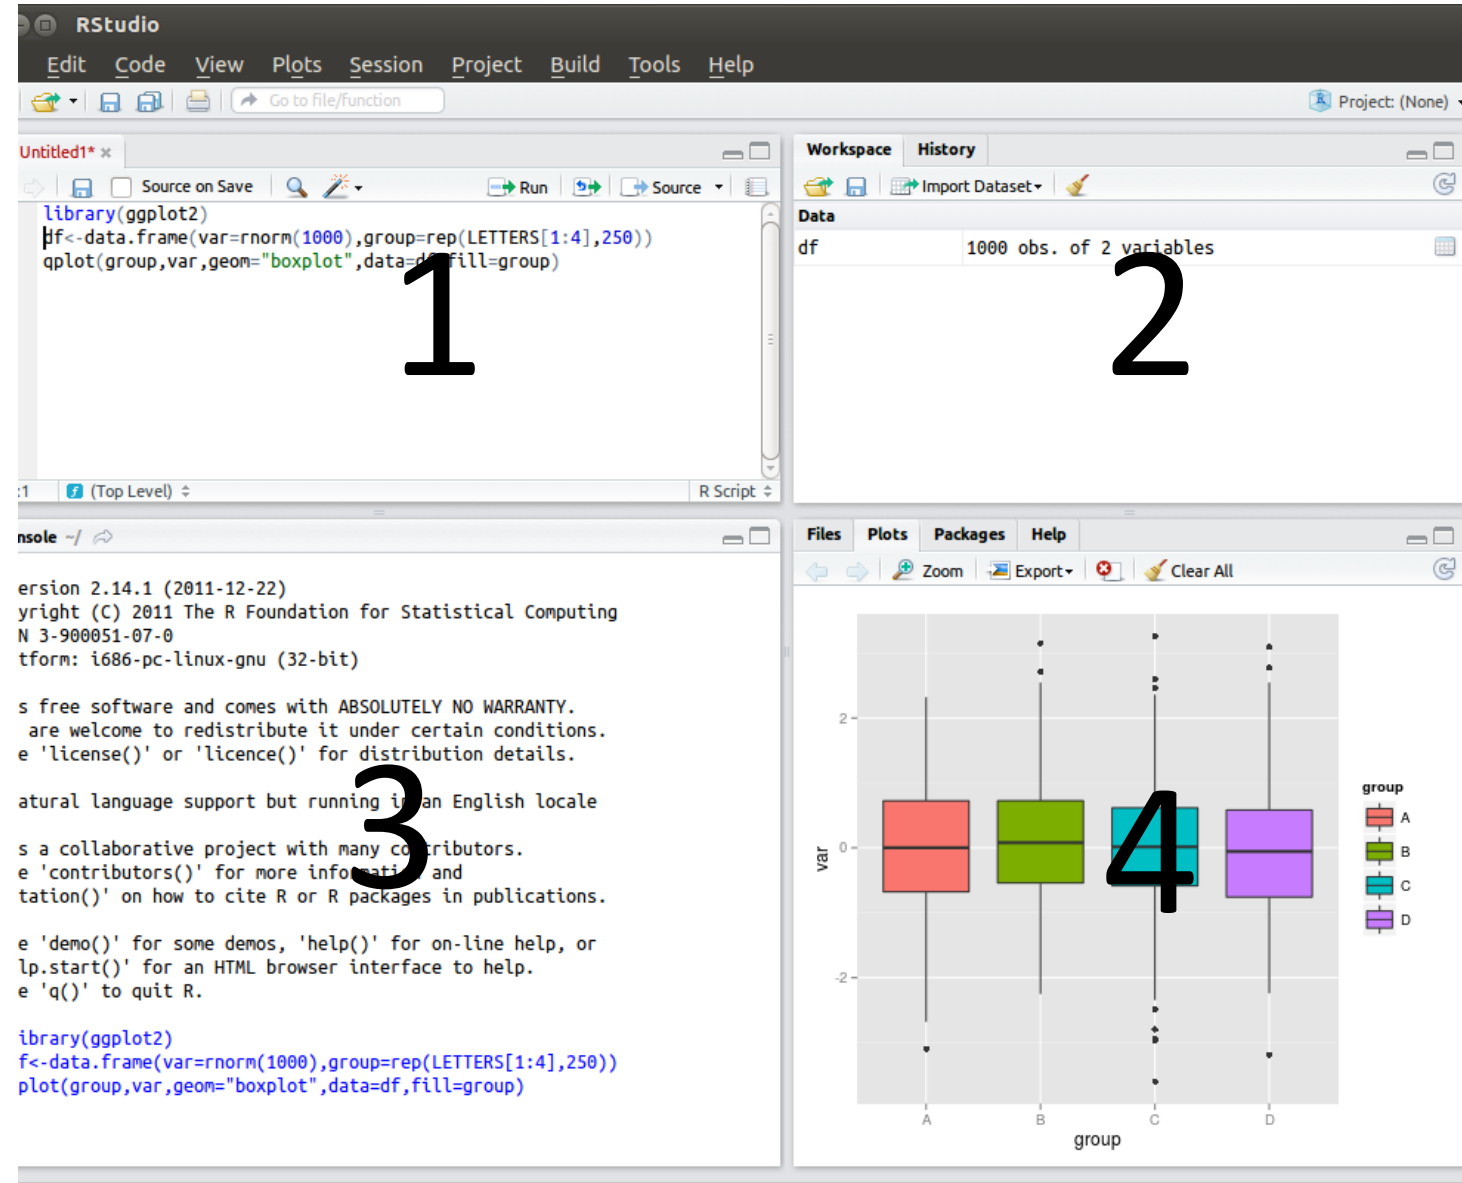 RStudio
Edit Code View Plots Session Project Build Tools Help
Go to file/function
Project: (None)
Untitled1*
Source on Save
Run
Source
library(ggplot2)
df<-data.frame(var=rnorm(1000),group=rep(LETTERS[1:4],250))
qplot(group,var,geom="boxplot",data=df,fill=group)
1
:1
(Top Level)
R Script
Workspace History
Import Dataset
Data
df 1000 obs. of 2 variables
2
nsole ~/
ersion 2.14.1 (2011-12-22)
yright (C) 2011 The R Foundation for Statistical Computing
N 3-900051-07-0
tform: i686-pc-linux-gnu (32-bit)
s free software and comes with ABSOLUTELY NO WARRANTY.
are welcome to redistribute it under certain conditions.
e 'license()' or 'licence()' for distribution details.
atural language support but running in an English locale
s a collaborative project with many contributors.
e 'contributors()' for more information and
tation()' on how to cite R or R packages in publications.
e 'demo()' for some demos, 'help()' for on-line help, or
lp.start()' for an HTML browser interface to help.
e 'q()' to quit R.
ibrary(ggplot2)
f<-data.frame(var=rnorm(1000),group=rep(LETTERS[1:4],250))
plot(group,var,geom="boxplot",data=df,fill=group)
3
Files Plots Packages Help
Zoom Export Clear All
2
0
-2
var
A B C D
group
group
A
B
C
D
4